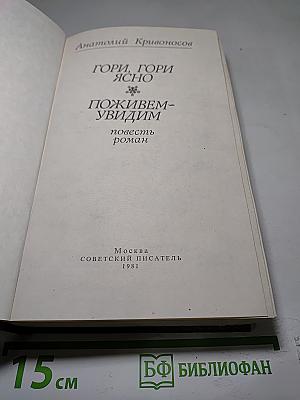 Анатолий Кривоносов
ГОРИ, ГОРИ
ЯСНО
ПОЖИВЕМ-
УВИДИМ
повесть
роман
Москва
СОВЕТСКИЙ ПИСАТЕЛЬ
1981
15 см
БФ БИБЛИОФАН